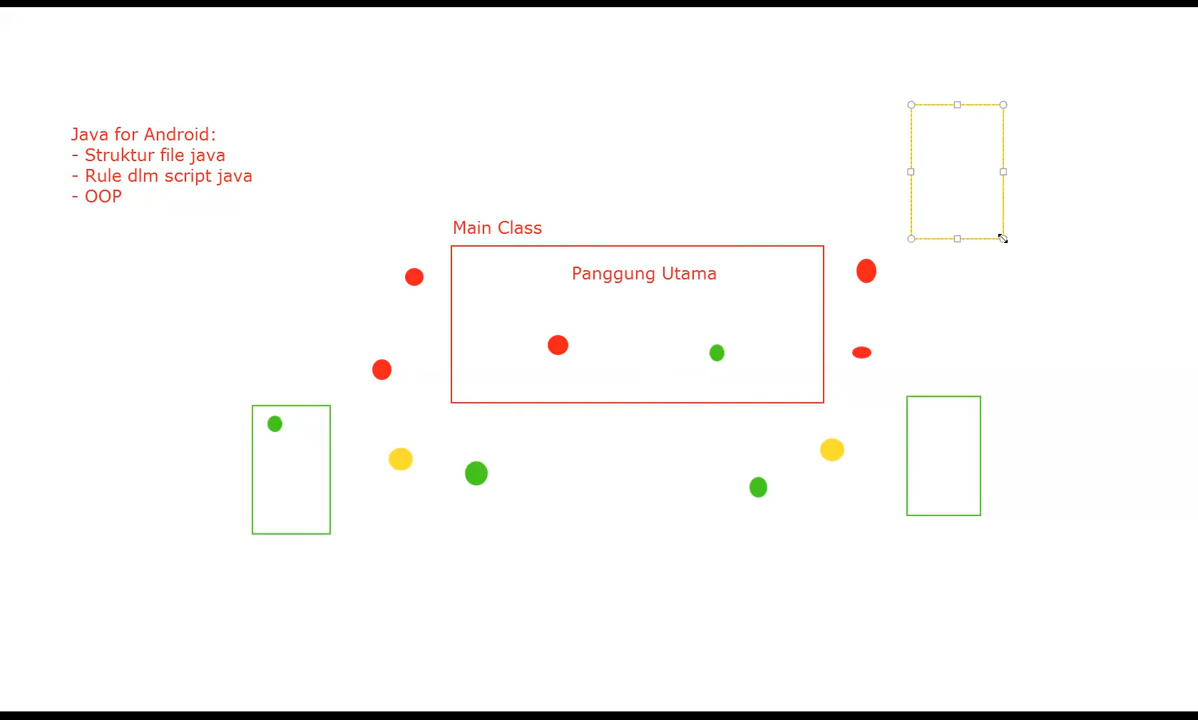 Java for Android:
- Struktur file java
- Rule dlm script java
- OOP
Main Class
Panggung Utama